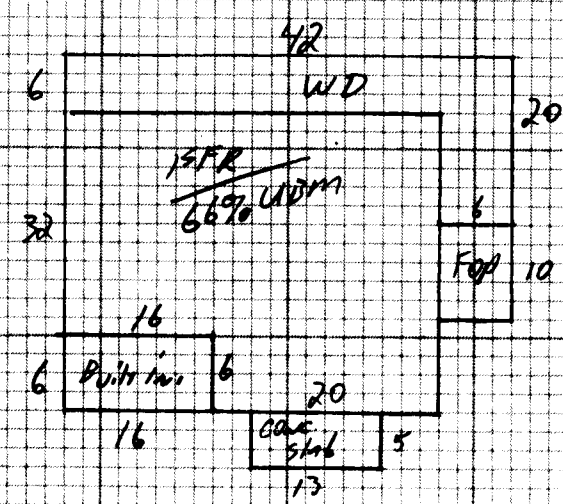 42
6 WD 20
1SFR
66% UBM
32
6
Fop 10
16
6 Built in. 6
16
20
Conc
slab 5
13